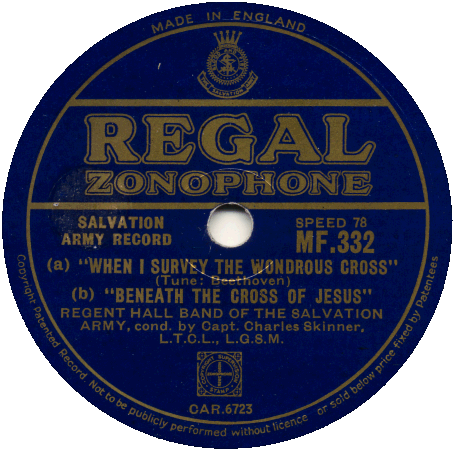 MADE IN ENGLAND
REGAL
ZONOPHONE
SALVATION
ARMY RECORD
SPEED 78
MF.332
(a) "WHEN I SURVEY THE WONDROUS CROSS"
(Tune: Beethoven)
(b) "BENEATH THE CROSS OF JESUS"
REGENT HALL BAND OF THE SALVATION
ARMY, cond. by Capt. Charles Skinner,
L.T.C.L., L.G.S.M.
CAR.6723
Copyright Patented Record Not to be publicly performed without licence or sold below price fixed by Patentees